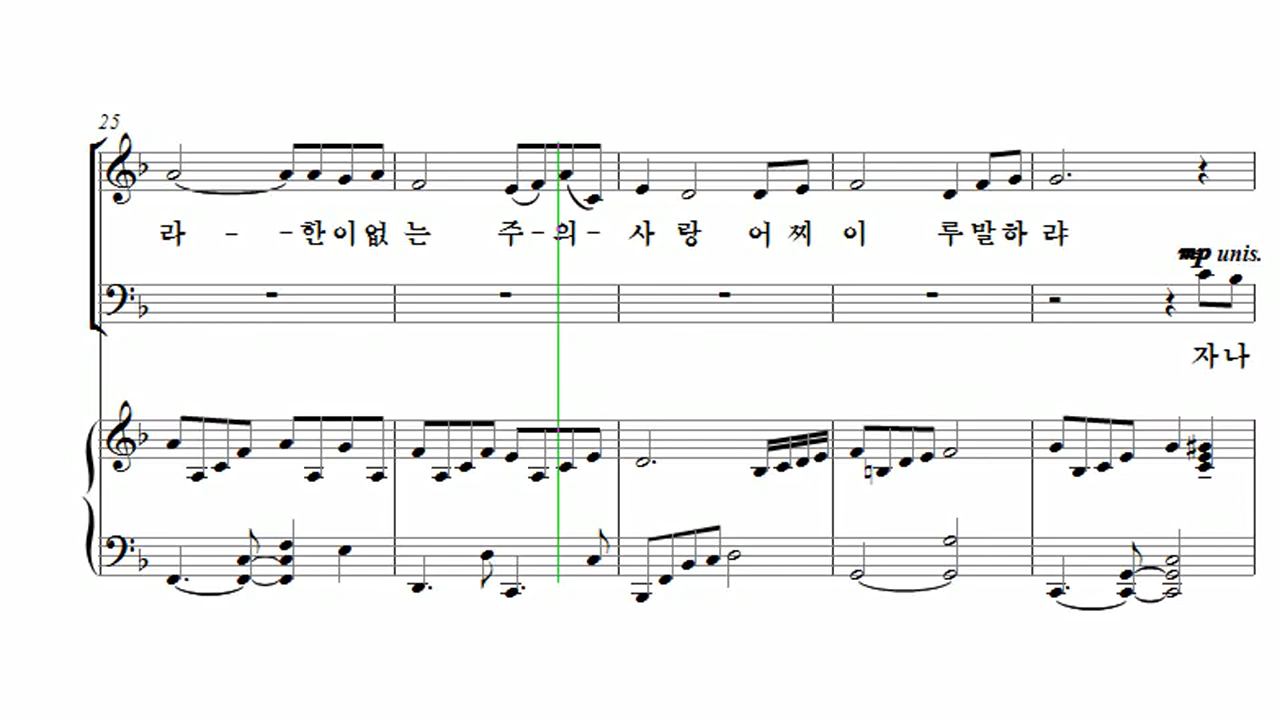 25
라 - - 한이없 는 주-의- 사 랑 어 찌 이 루말하 랴
mp unis.
자나